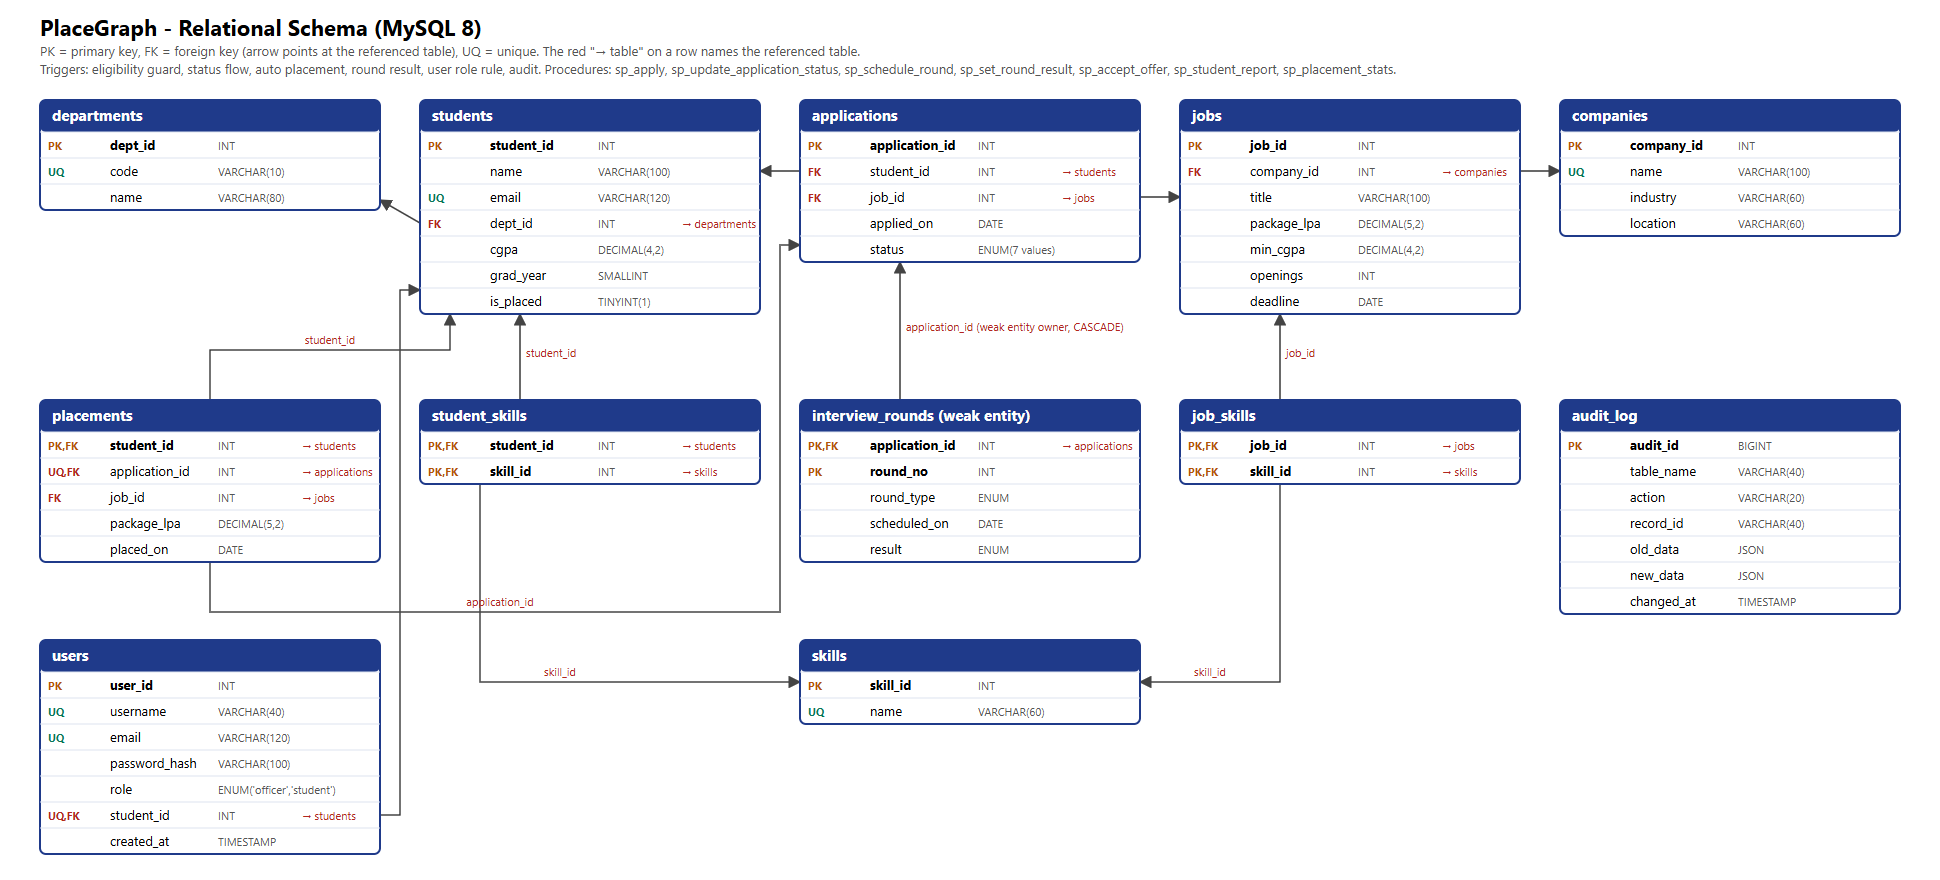 PlaceGraph - Relational Schema (MySQL 8)
PK = primary key, FK = foreign key (arrow points at the referenced table), UQ = unique. The red "→ table" on a row names the referenced table.
Triggers: eligibility guard, status flow, auto placement, round result, user role rule, audit. Procedures: sp_apply, sp_update_application_status, sp_schedule_round, sp_set_round_result, sp_accept_offer, sp_student_report, sp_placement_stats.
departments
PK dept_id INT
UQ code VARCHAR(10)
name VARCHAR(80)
students
PK student_id INT
name VARCHAR(100)
UQ email VARCHAR(120)
FK dept_id INT → departments
cgpa DECIMAL(4,2)
grad_year SMALLINT
is_placed TINYINT(1)
applications
PK application_id INT
FK student_id INT → students
FK job_id INT → jobs
applied_on DATE
status ENUM(7 values)
jobs
PK job_id INT
FK company_id INT → companies
title VARCHAR(100)
package_lpa DECIMAL(5,2)
min_cgpa DECIMAL(4,2)
openings INT
deadline DATE
companies
PK company_id INT
UQ name VARCHAR(100)
industry VARCHAR(60)
location VARCHAR(60)
student_id
student_id
application_id (weak entity owner, CASCADE)
job_id
placements
PK,FK student_id INT → students
UQ,FK application_id INT → applications
FK job_id INT → jobs
package_lpa DECIMAL(5,2)
placed_on DATE
student_skills
PK,FK student_id INT → students
PK,FK skill_id INT → skills
interview_rounds (weak entity)
PK,FK application_id INT → applications
PK round_no INT
round_type ENUM
scheduled_on DATE
result ENUM
job_skills
PK,FK job_id INT → jobs
PK,FK skill_id INT → skills
audit_log
PK audit_id BIGINT
table_name VARCHAR(40)
action VARCHAR(20)
record_id VARCHAR(40)
old_data JSON
new_data JSON
changed_at TIMESTAMP
application_id
skill_id
skill_id
users
PK user_id INT
UQ username VARCHAR(40)
UQ email VARCHAR(120)
password_hash VARCHAR(100)
role ENUM('officer','student')
UQ,FK student_id INT → students
created_at TIMESTAMP
skills
PK skill_id INT
UQ name VARCHAR(60)